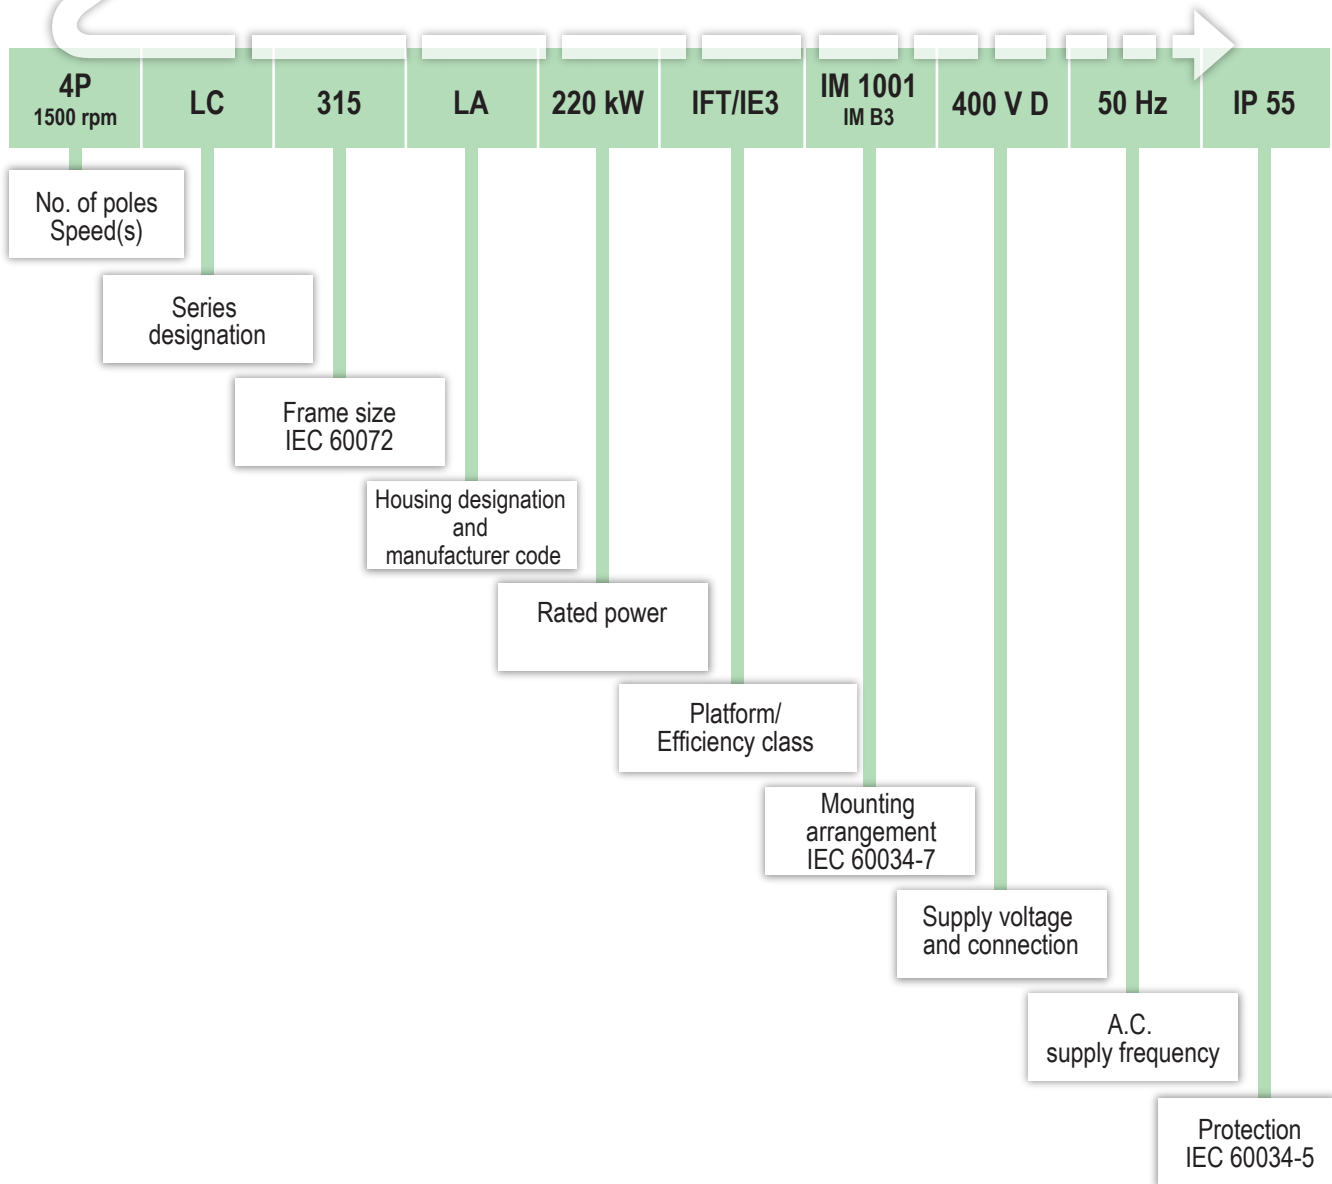 4P
1500 rpm
LC
315
LA
220 kW
IFT/IE3
IM 1001
IM B3
400 V D
50 Hz
IP 55
No. of poles
Speed(s)
Series
designation
Frame size
IEC 60072
Housing designation
and
manufacturer code
Rated power
Platform/
Efficiency class
Mounting
arrangement
IEC 60034-7
Supply voltage
and connection
A.C.
supply frequency
Protection
IEC 60034-5